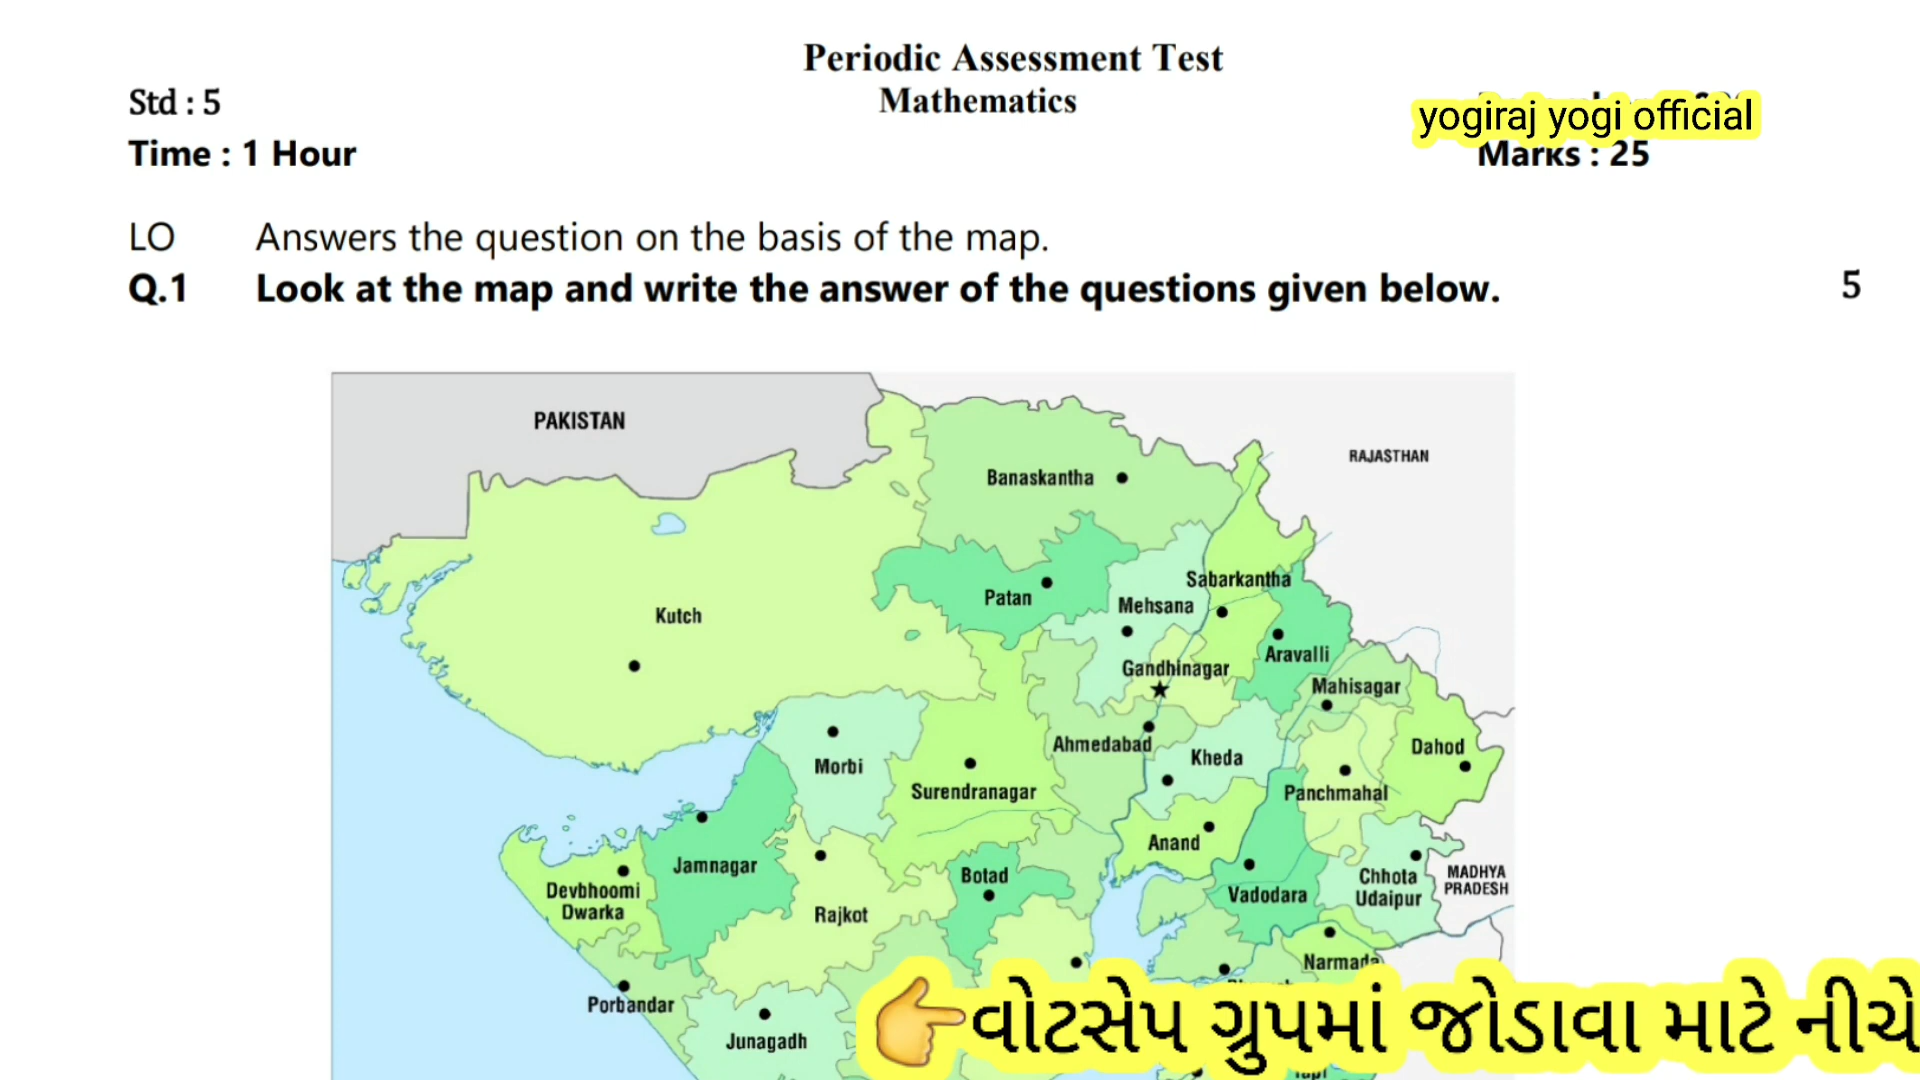 Periodic Assessment Test
Std : 5
Mathematics
yogiraj yogi official
Time : 1 Hour
Marks : 25
LO Answers the question on the basis of the map.
Q.1 Look at the map and write the answer of the questions given below. 5
PAKISTAN
RAJASTHAN
Banaskantha
Sabarkantha
Patan
Mehsana
Kutch
Aravalli
Gandhinagar
Mahisagar
Ahmedabad
Dahod
Kheda
Morbi
Surendranagar
Panchmahal
Anand
Jamnagar
Botad
MADHYA
PRADESH
Chhota
Udaipur
Devbhoomi
Dwarka
Vadodara
Rajkot
Narmada
Porbandar
Junagadh
👉વોટસેપ ગ્રુપમાં જોડાવા માટે નીચે